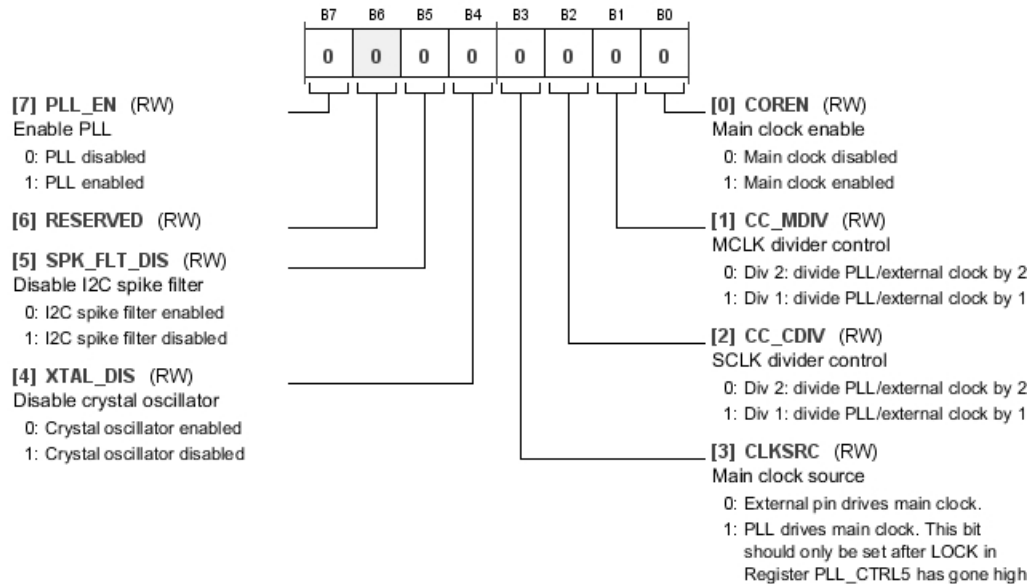 B7 B6 B5 B4 B3 B2 B1 B0
0 0 0 0 0 0 0 0
[7] PLL_EN (RW)
Enable PLL
0: PLL disabled
1: PLL enabled
[6] RESERVED (RW)
[5] SPK_FLT_DIS (RW)
Disable I2C spike filter
0: I2C spike filter enabled
1: I2C spike filter disabled
[4] XTAL_DIS (RW)
Disable crystal oscillator
0: Crystal oscillator enabled
1: Crystal oscillator disabled
[0] COREN (RW)
Main clock enable
0: Main clock disabled
1: Main clock enabled
[1] CC_MDIV (RW)
MCLK divider control
0: Div 2: divide PLL/external clock by 2
1: Div 1: divide PLL/external clock by 1
[2] CC_CDIV (RW)
SCLK divider control
0: Div 2: divide PLL/external clock by 2
1: Div 1: divide PLL/external clock by 1
[3] CLKSRC (RW)
Main clock source
0: External pin drives main clock.
1: PLL drives main clock. This bit
should only be set after LOCK in
Register PLL_CTRL5 has gone high